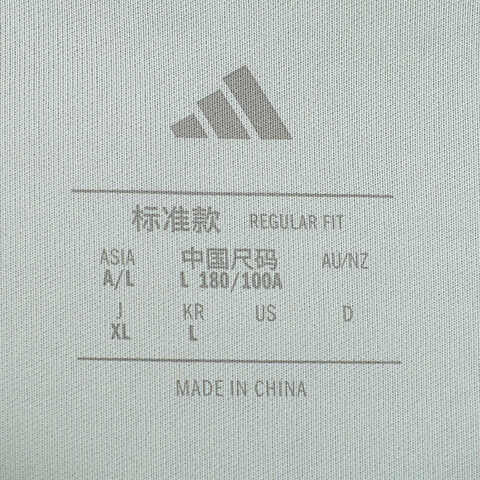 标准款 REGULAR FIT
ASIA 中国尺码 AU/NZ
A/L L 180/100A
J KR US D
XL L
MADE IN CHINA